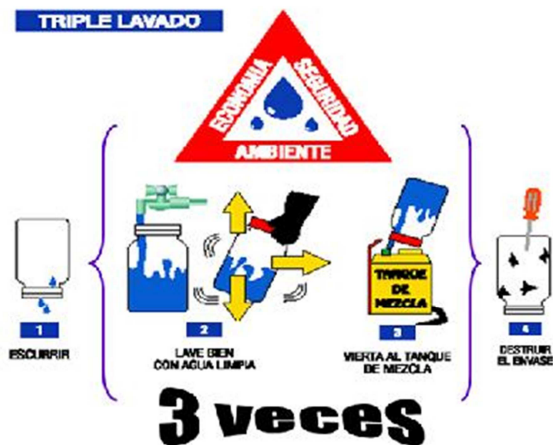 TRIPLE LAVADO
ECONOMIA
SEGURIDAD
AMBIENTE
TANQUE
DE
MEZCLA
1
ESCURRIR
2
LAVE BIEN
CON AGUA LIMPIA
3
VIERTA AL TANQUE
DE MEZCLA
4
DESTRUIR
EL ENVASE
3 veces